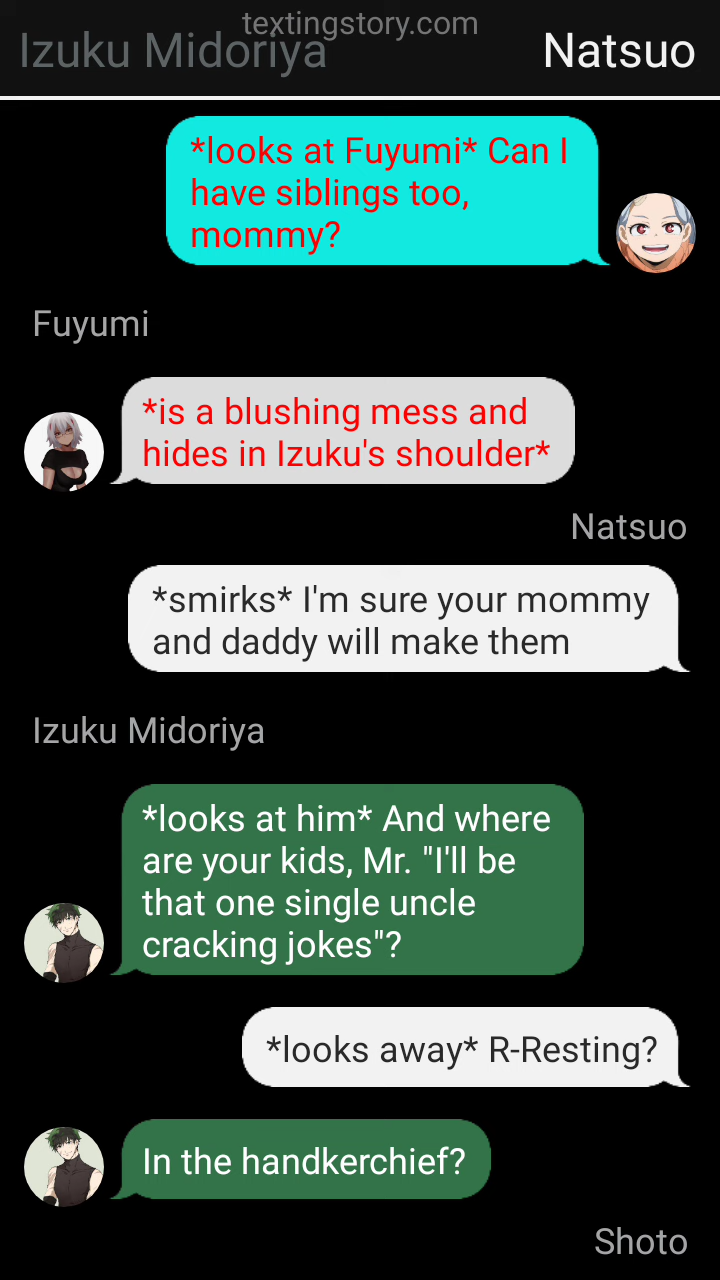 textingstory.com
Izuku Midoriya
Natsuo
*looks at Fuyumi* Can I
have siblings too,
mommy?
Fuyumi
*is a blushing mess and
hides in Izuku's shoulder*
Natsuo
*smirks* I'm sure your mommy
and daddy will make them
Izuku Midoriya
*looks at him* And where
are your kids, Mr. "I'll be
that one single uncle
cracking jokes"?
*looks away* R-Resting?
In the handkerchief?
Shoto